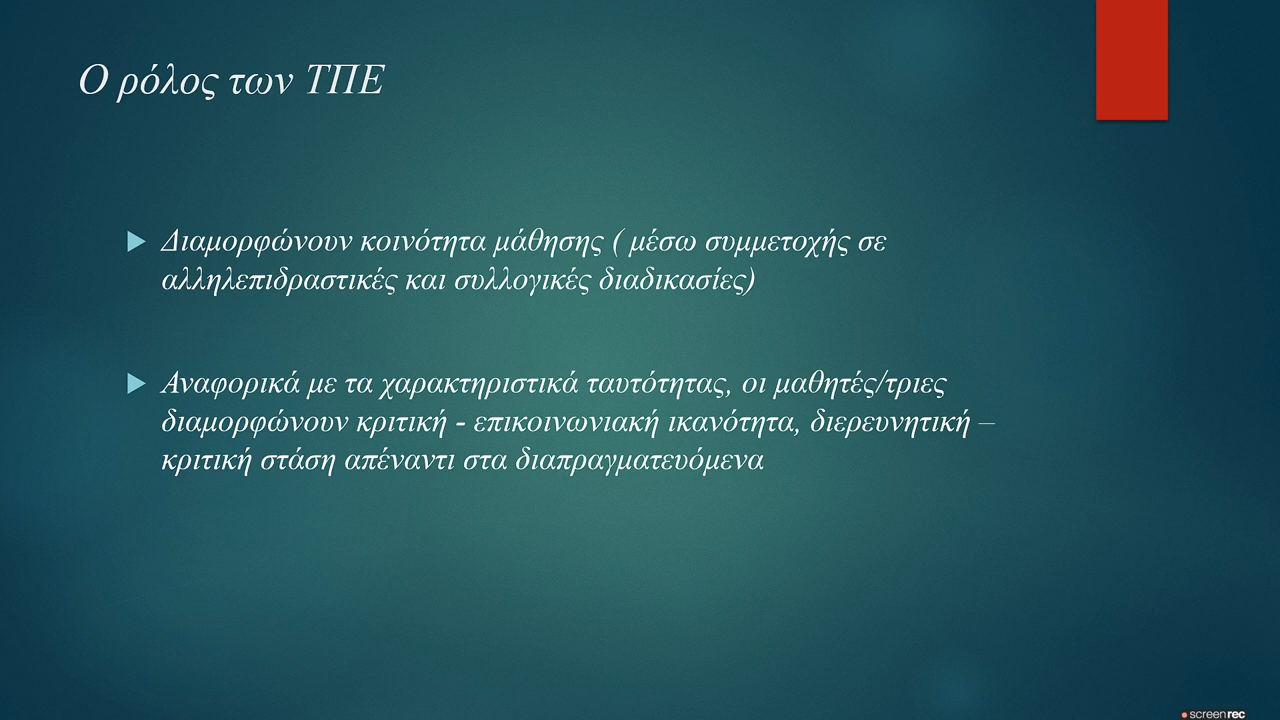 Ο ρόλος των ΤΠΕ
Διαμορφώνουν κοινότητα μάθησης ( μέσω συμμετοχής σε
αλληλεπιδραστικές και συλλογικές διαδικασίες)
Αναφορικά με τα χαρακτηριστικά ταυτότητας, οι μαθητές/τριες
διαμορφώνουν κριτική - επικοινωνιακή ικανότητα, διερευνητική –
κριτική στάση απέναντι στα διαπραγματευόμενα
screenrec